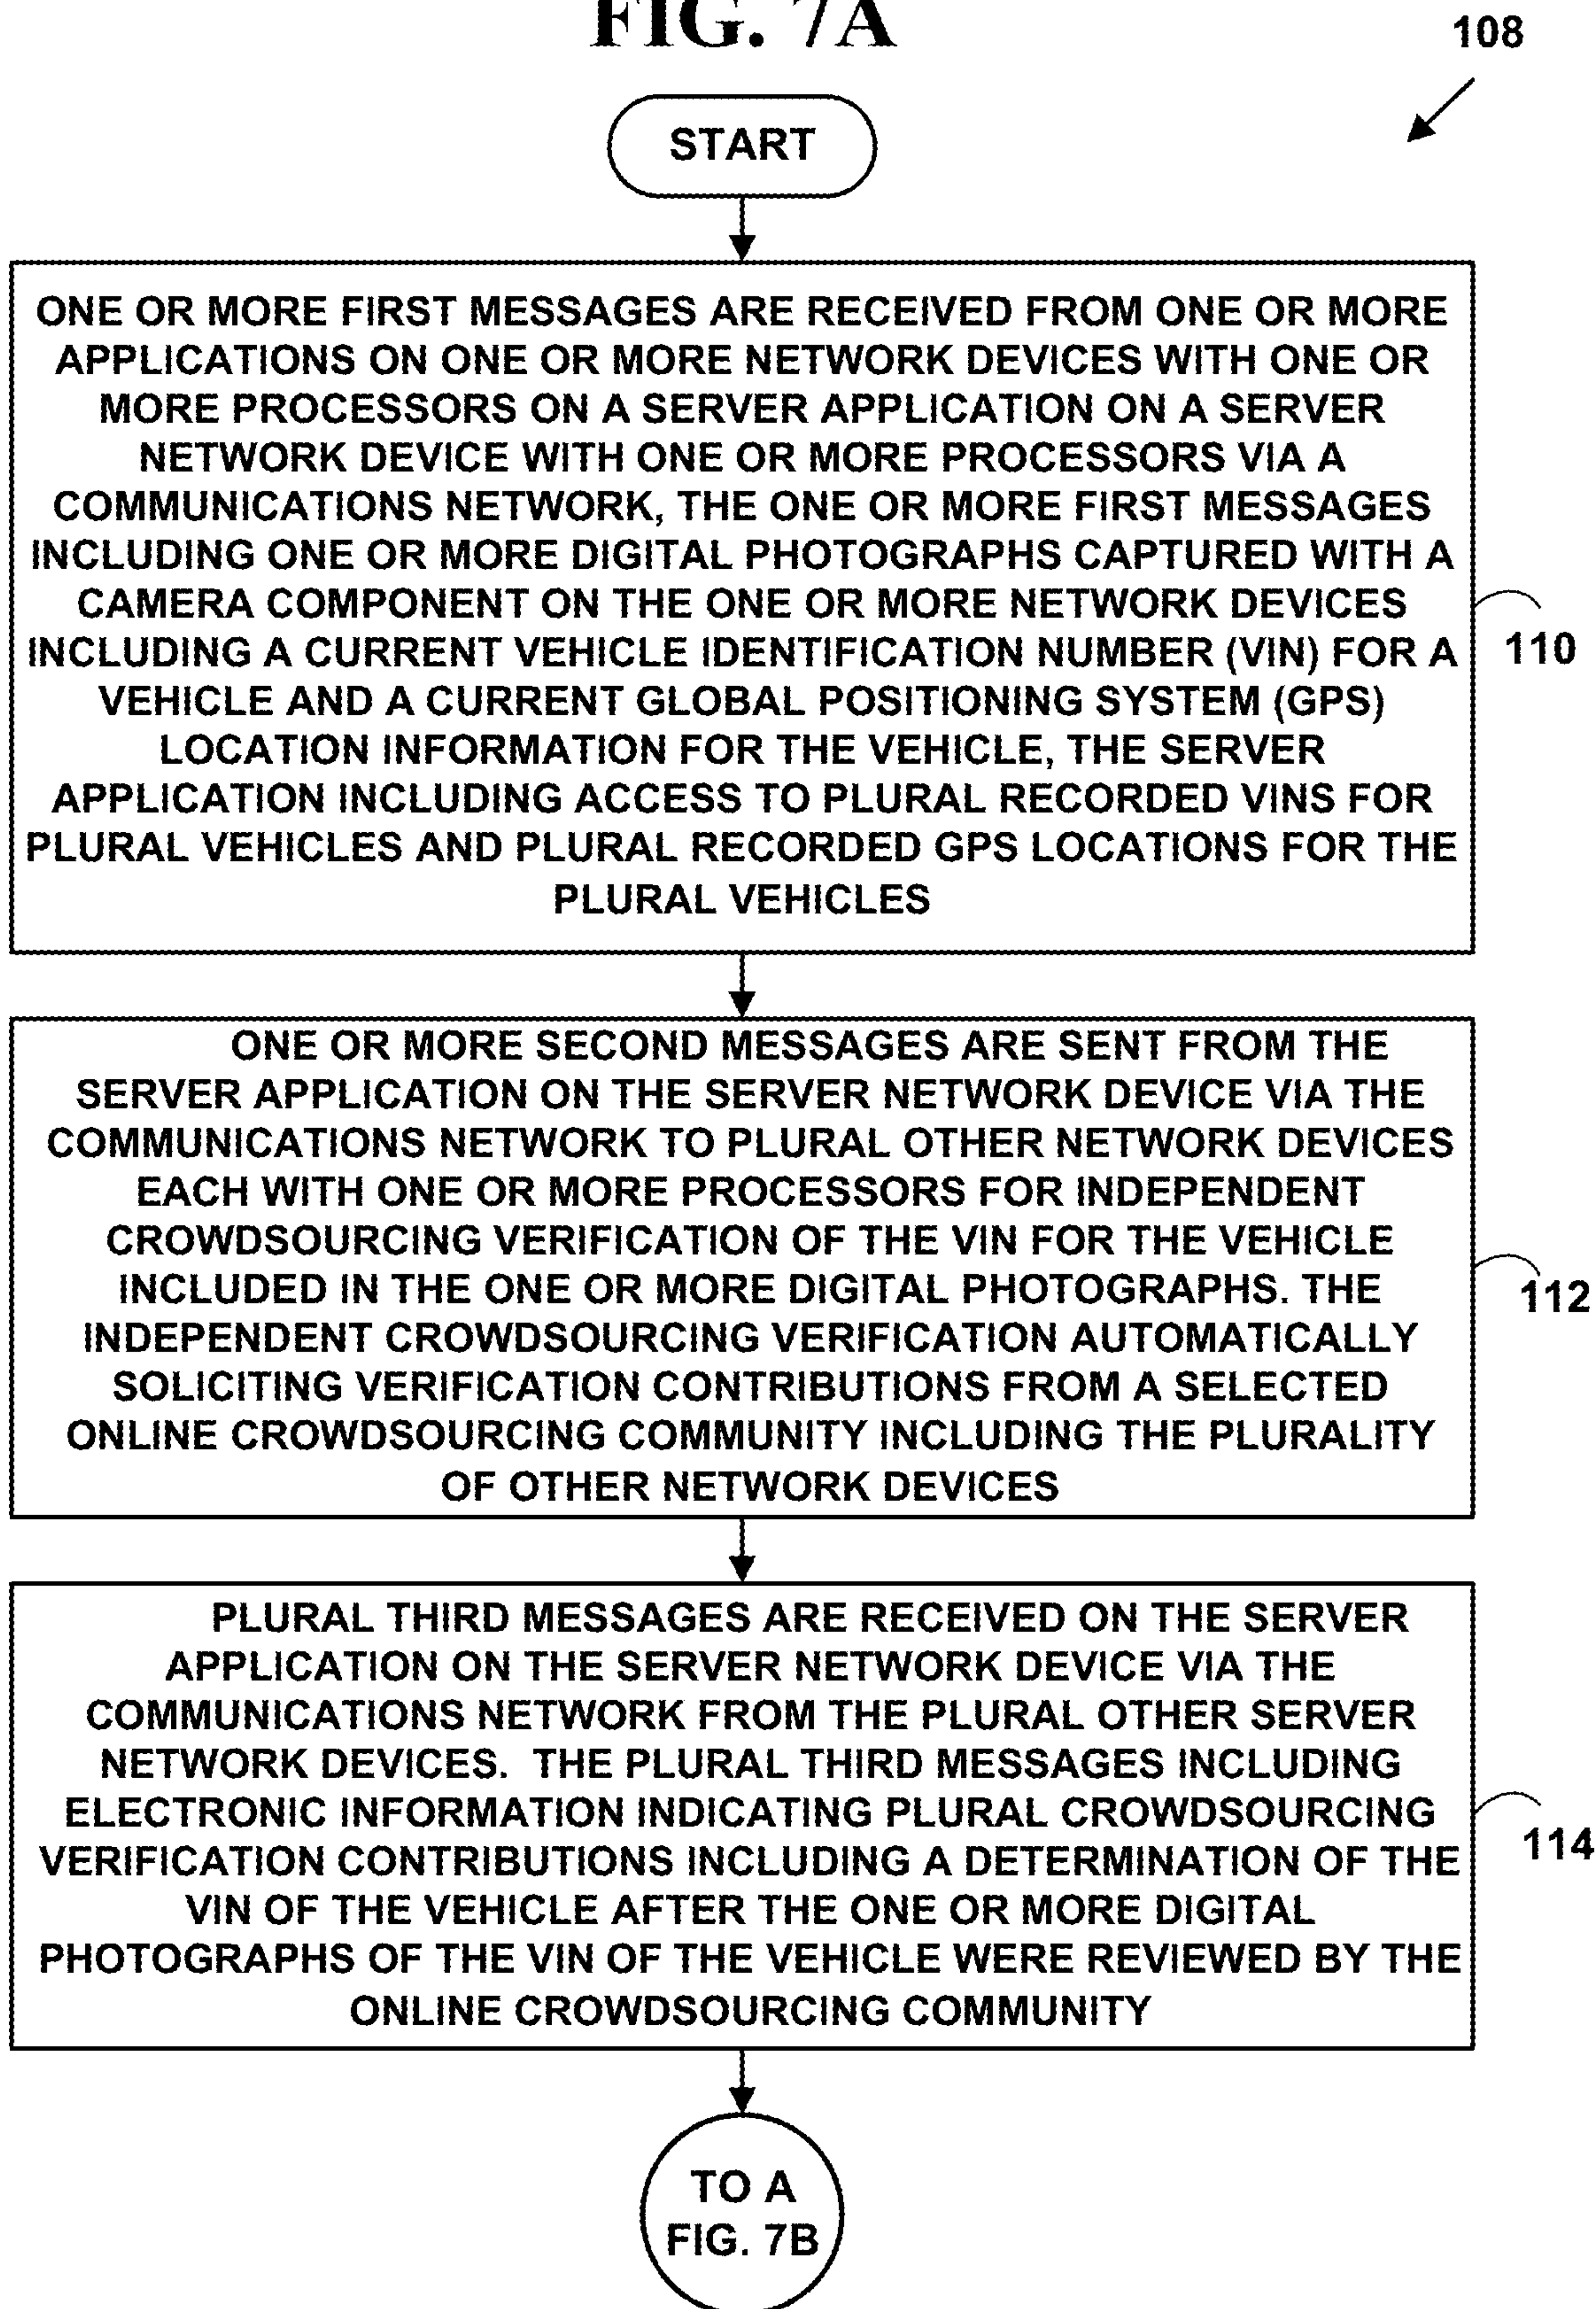 FIG. 7A
108
START
ONE OR MORE FIRST MESSAGES ARE RECEIVED FROM ONE OR MORE
APPLICATIONS ON ONE OR MORE NETWORK DEVICES WITH ONE OR
MORE PROCESSORS ON A SERVER APPLICATION ON A SERVER
NETWORK DEVICE WITH ONE OR MORE PROCESSORS VIA A
COMMUNICATIONS NETWORK, THE ONE OR MORE FIRST MESSAGES
INCLUDING ONE OR MORE DIGITAL PHOTOGRAPHS CAPTURED WITH A
CAMERA COMPONENT ON THE ONE OR MORE NETWORK DEVICES
INCLUDING A CURRENT VEHICLE IDENTIFICATION NUMBER (VIN) FOR A
VEHICLE AND A CURRENT GLOBAL POSITIONING SYSTEM (GPS)
LOCATION INFORMATION FOR THE VEHICLE, THE SERVER
APPLICATION INCLUDING ACCESS TO PLURAL RECORDED VINS FOR
PLURAL VEHICLES AND PLURAL RECORDED GPS LOCATIONS FOR THE
PLURAL VEHICLES
110
ONE OR MORE SECOND MESSAGES ARE SENT FROM THE
SERVER APPLICATION ON THE SERVER NETWORK DEVICE VIA THE
COMMUNICATIONS NETWORK TO PLURAL OTHER NETWORK DEVICES
EACH WITH ONE OR MORE PROCESSORS FOR INDEPENDENT
CROWDSOURCING VERIFICATION OF THE VIN FOR THE VEHICLE
INCLUDED IN THE ONE OR MORE DIGITAL PHOTOGRAPHS. THE
INDEPENDENT CROWDSOURCING VERIFICATION AUTOMATICALLY
SOLICITING VERIFICATION CONTRIBUTIONS FROM A SELECTED
ONLINE CROWDSOURCING COMMUNITY INCLUDING THE PLURALITY
OF OTHER NETWORK DEVICES
112
PLURAL THIRD MESSAGES ARE RECEIVED ON THE SERVER
APPLICATION ON THE SERVER NETWORK DEVICE VIA THE
COMMUNICATIONS NETWORK FROM THE PLURAL OTHER SERVER
NETWORK DEVICES. THE PLURAL THIRD MESSAGES INCLUDING
ELECTRONIC INFORMATION INDICATING PLURAL CROWDSOURCING
VERIFICATION CONTRIBUTIONS INCLUDING A DETERMINATION OF THE
VIN OF THE VEHICLE AFTER THE ONE OR MORE DIGITAL
PHOTOGRAPHS OF THE VIN OF THE VEHICLE WERE REVIEWED BY THE
ONLINE CROWDSOURCING COMMUNITY
114
TO A
FIG. 7B